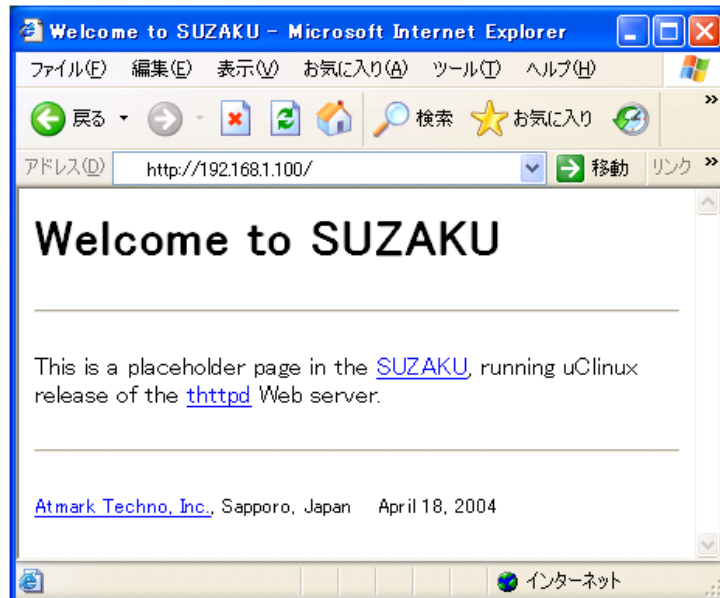 Welcome to SUZAKU - Microsoft Internet Explorer
ファイル(F) 編集(E) 表示(V) お気に入り(A) ツール(T) ヘルプ(H)
戻る 検索 お気に入り »
アドレス(D) http://192.168.1.100/ 移動 リンク »
Welcome to SUZAKU
This is a placeholder page in the SUZAKU, running uClinux
release of the thttpd Web server.
Atmark Techno, Inc., Sapporo, Japan April 18, 2004
インターネット